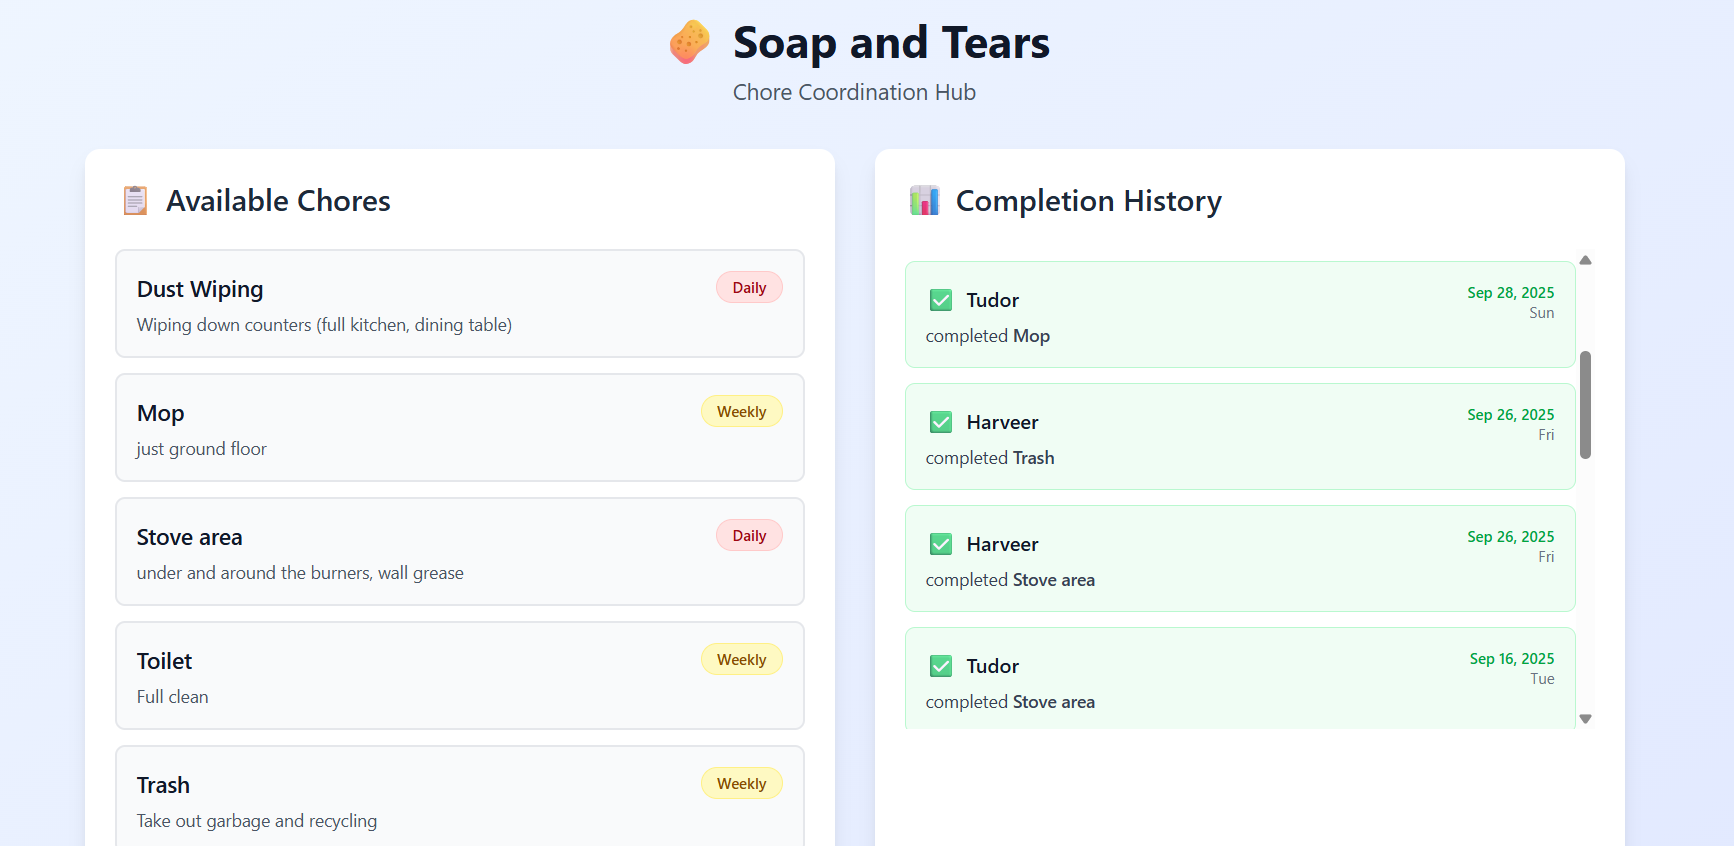 Soap and Tears
Chore Coordination Hub
Available Chores
Dust Wiping
Daily
Wiping down counters (full kitchen, dining table)
Mop
Weekly
just ground floor
Stove area
Daily
under and around the burners, wall grease
Toilet
Weekly
Full clean
Trash
Weekly
Take out garbage and recycling
Completion History
Tudor
Sep 28, 2025
Sun
completed Mop
Harveer
Sep 26, 2025
Fri
completed Trash
Harveer
Sep 26, 2025
Fri
completed Stove area
Tudor
Sep 16, 2025
Tue
completed Stove area